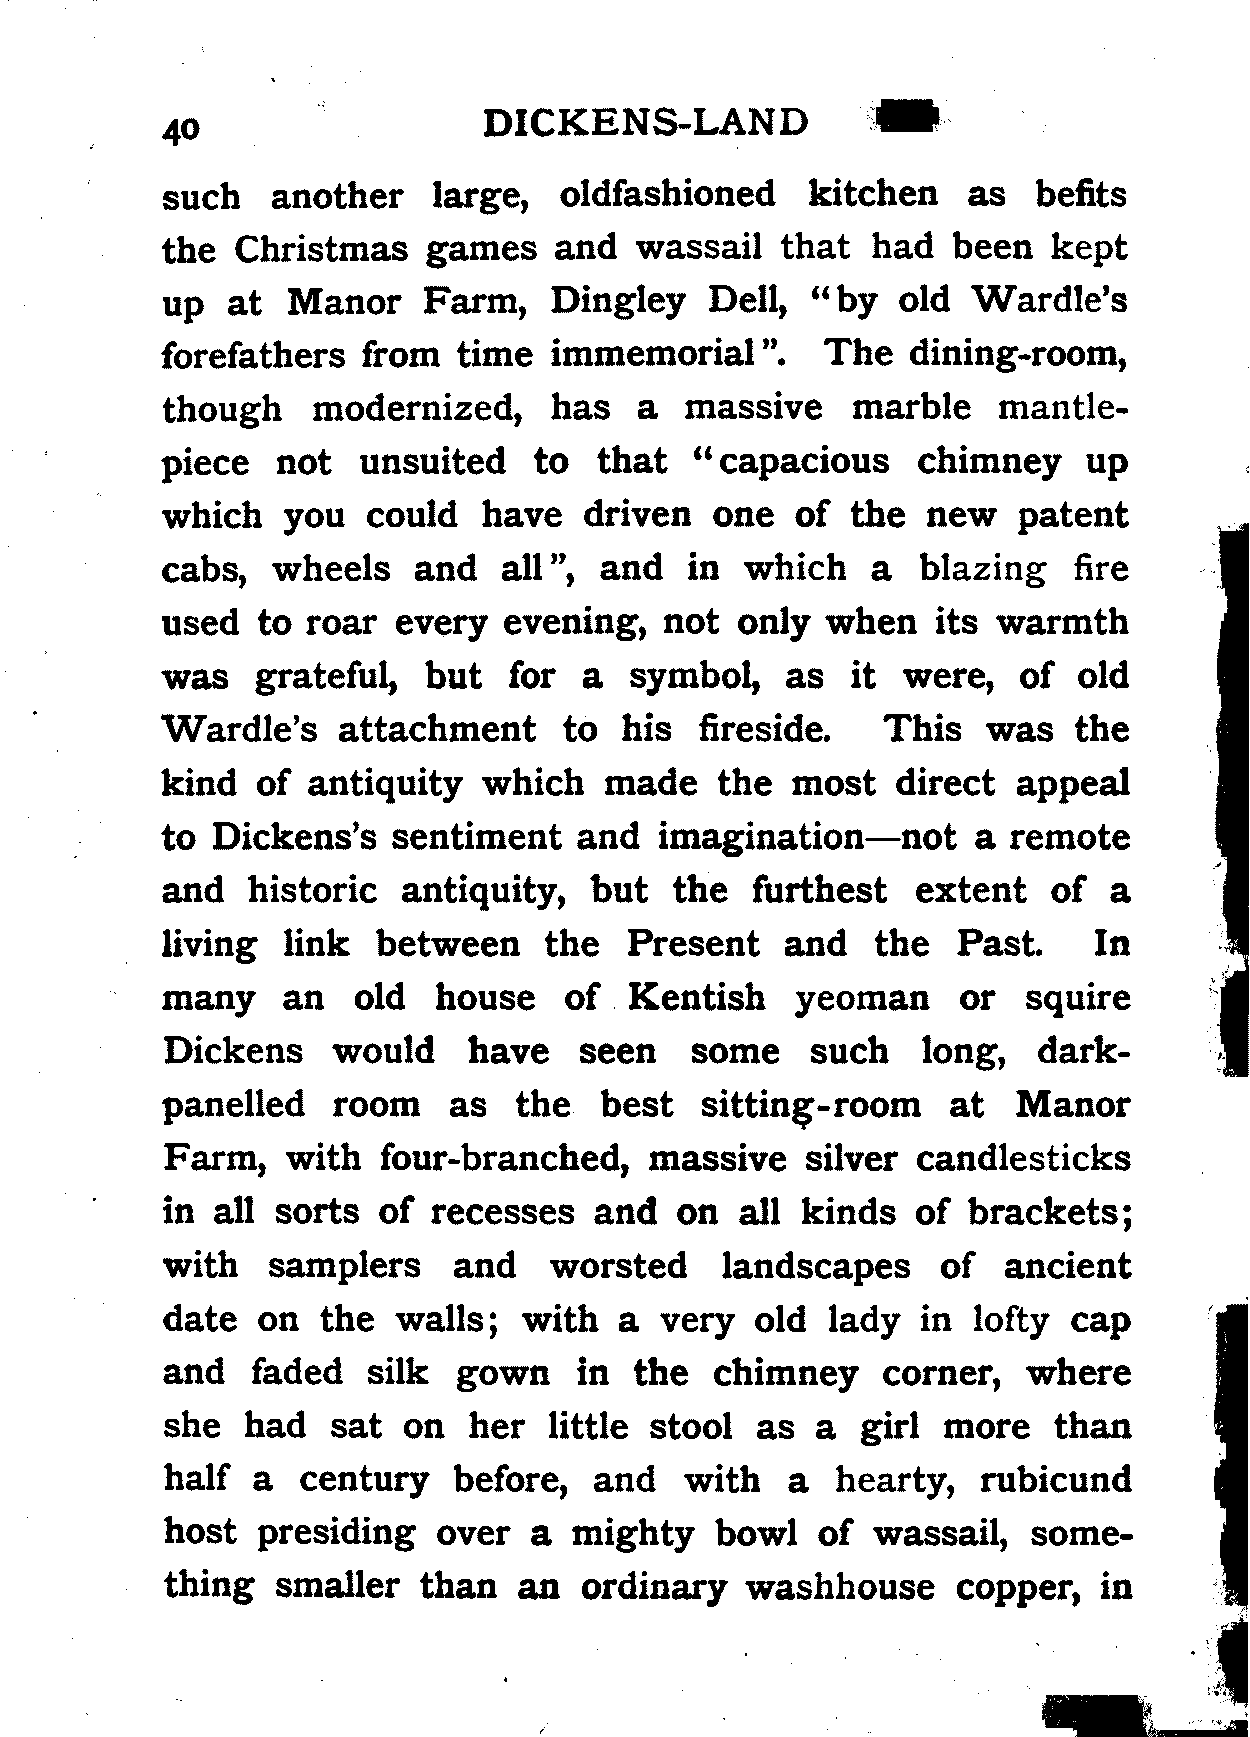 40 DICKENS-LAND
such another large, oldfashioned kitchen as befits
the Christmas games and wassail that had been kept
up at Manor Farm, Dingley Dell, “by old Wardle's
forefathers from time immemorial”. The dining-room,
though modernized, has a massive marble mantle-
piece not unsuited to that “capacious chimney up
which you could have driven one of the new patent
cabs, wheels and all”, and in which a blazing fire
used to roar every evening, not only when its warmth
was grateful, but for a symbol, as it were, of old
Wardle's attachment to his fireside. This was the
kind of antiquity which made the most direct appeal
to Dickens's sentiment and imagination—not a remote
and historic antiquity, but the furthest extent of a
living link between the Present and the Past. In
many an old house of Kentish yeoman or squire
Dickens would have seen some such long, dark-
panelled room as the best sitting-room at Manor
Farm, with four-branched, massive silver candlesticks
in all sorts of recesses and on all kinds of brackets;
with samplers and worsted landscapes of ancient
date on the walls; with a very old lady in lofty cap
and faded silk gown in the chimney corner, where
she had sat on her little stool as a girl more than
half a century before, and with a hearty, rubicund
host presiding over a mighty bowl of wassail, some-
thing smaller than an ordinary washhouse copper, in